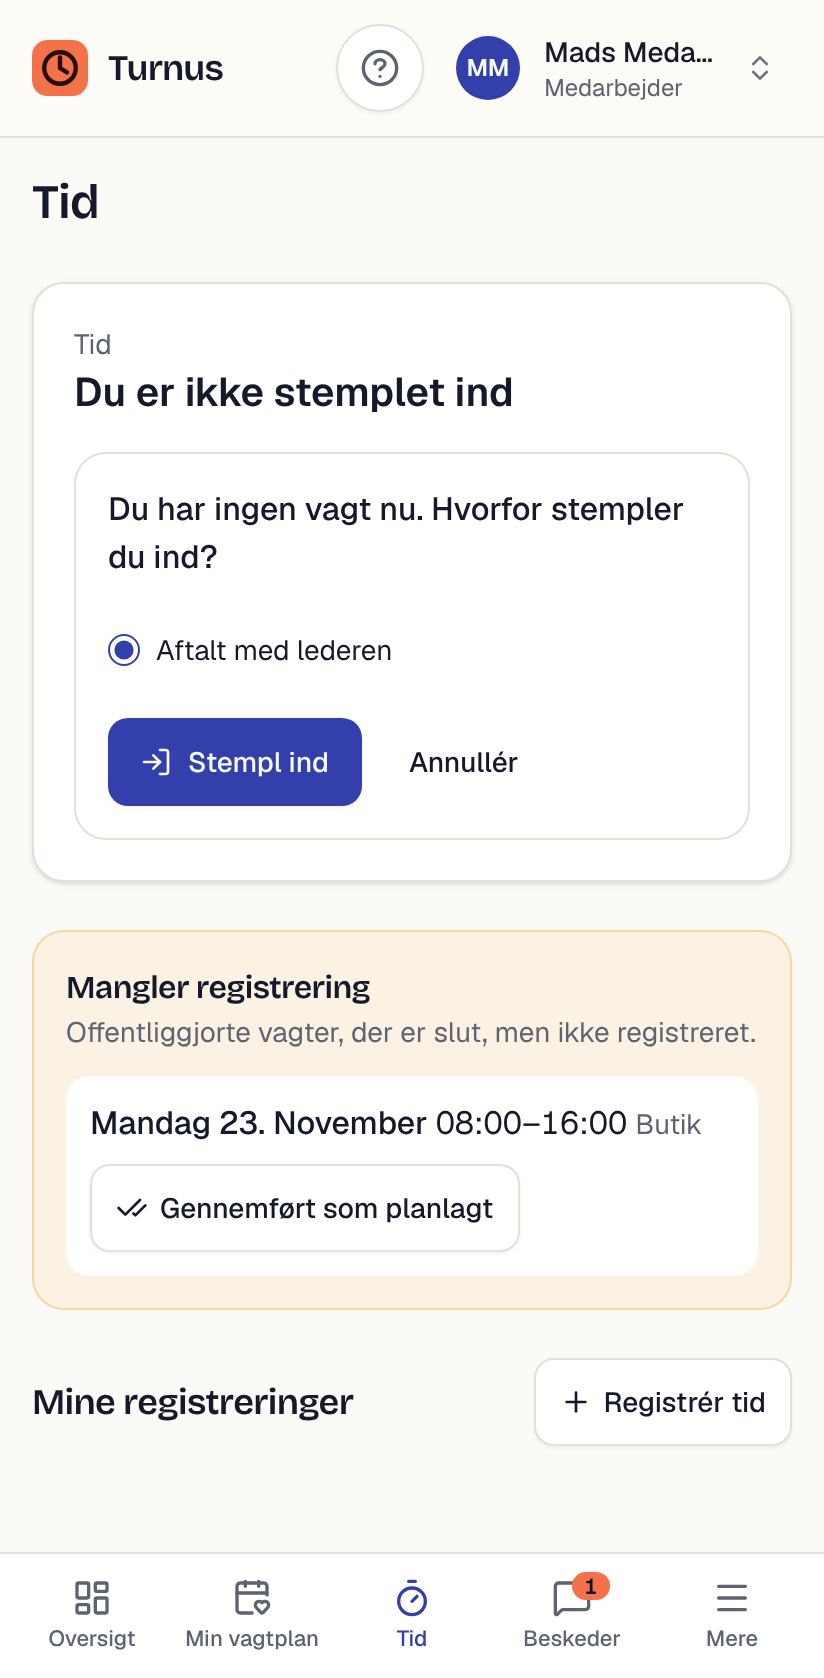 Turnus
MM
Mads Meda...
Medarbejder
Tid
Tid
Du er ikke stemplet ind
Du har ingen vagt nu. Hvorfor stempler
du ind?
Aftalt med lederen
Stempl ind
Annullér
Mangler registrering
Offentliggjorte vagter, der er slut, men ikke registreret.
Mandag 23. November 08:00–16:00 Butik
Gennemført som planlagt
Mine registreringer
Registrér tid
1
Oversigt
Min vagtplan
Tid
Beskeder
Mere